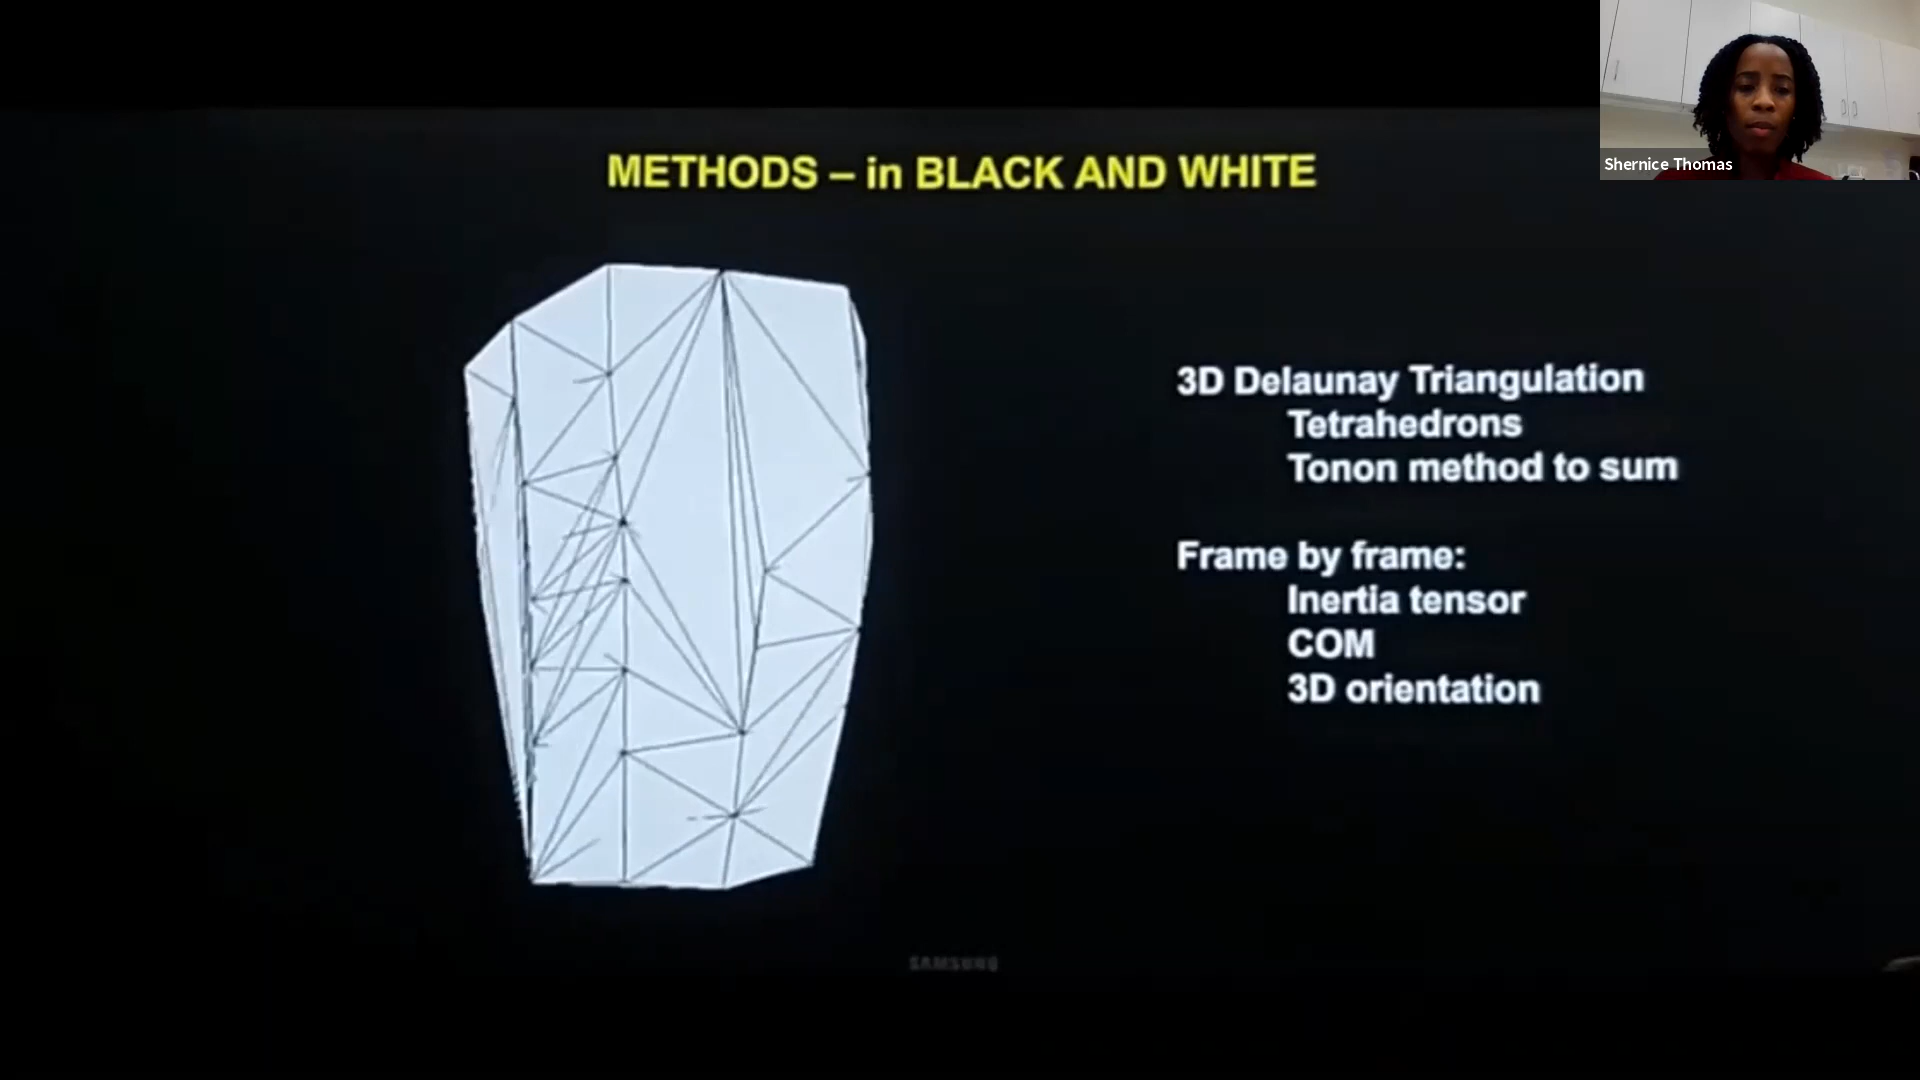 METHODS – in BLACK AND WHITE
3D Delaunay Triangulation
Tetrahedrons
Tonon method to sum
Frame by frame:
Inertia tensor
COM
3D orientation
Shernice Thomas
SAMSUNG